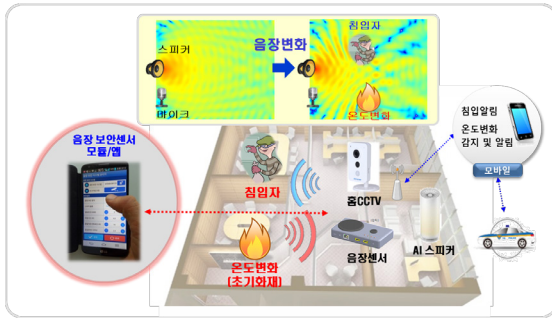 스피커
음장변화
침입자
마이크
온도변화
음장 보안센서
모듈/앱
침입자
홈CCTV
침입알림
온도변화
감지 및 알림
모바일
온도변화
(초기화재)
음장센서
AI 스피커